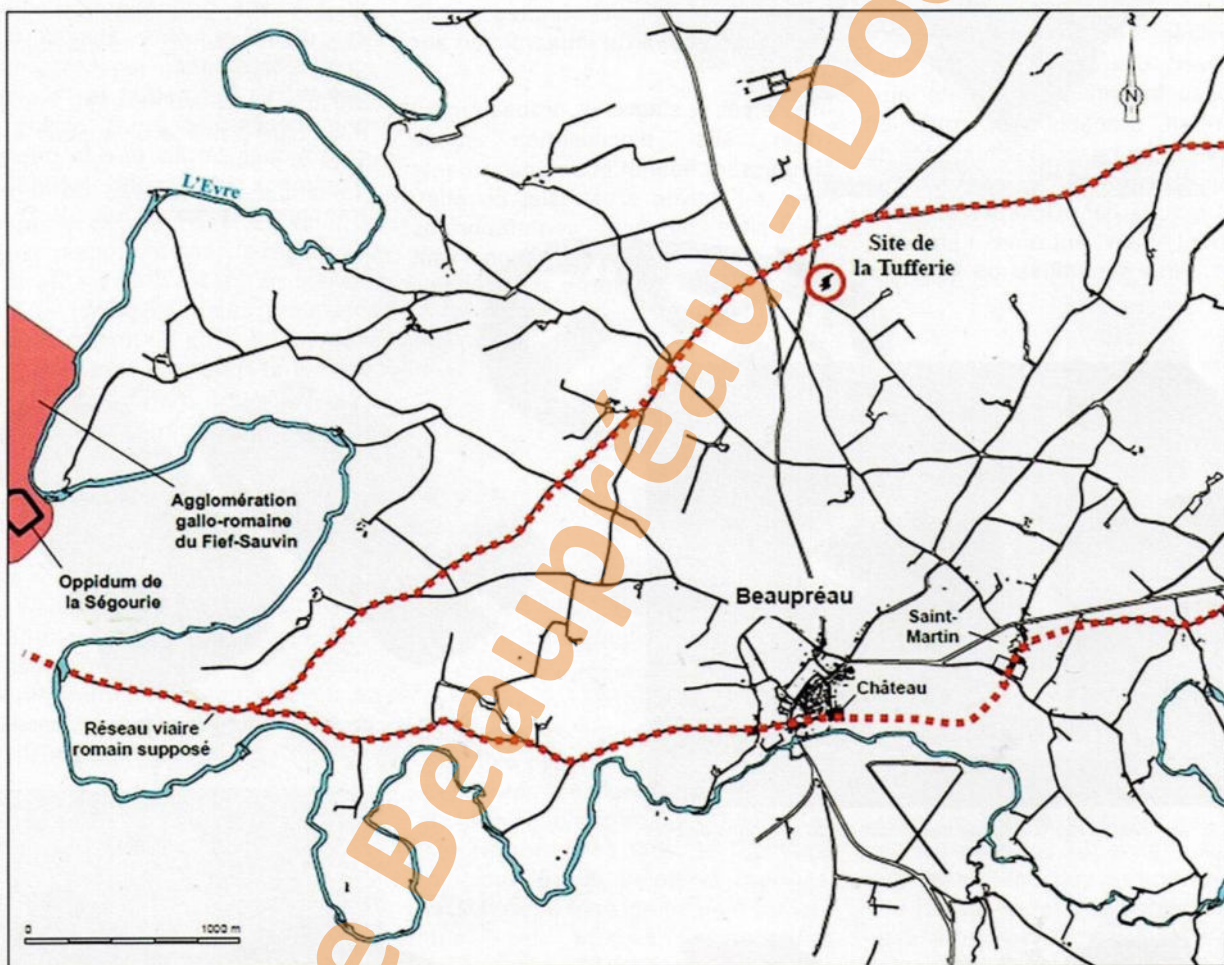 N
L'Evre
Site de
la Tufferie
Agglomération
gallo-romaine
du Fief-Sauvin
Oppidum de
la Ségourie
Beaupréau
Saint-
Martin
Château
Réseau viaire
romain supposé
0 1000 m
e Beaupréau - Do